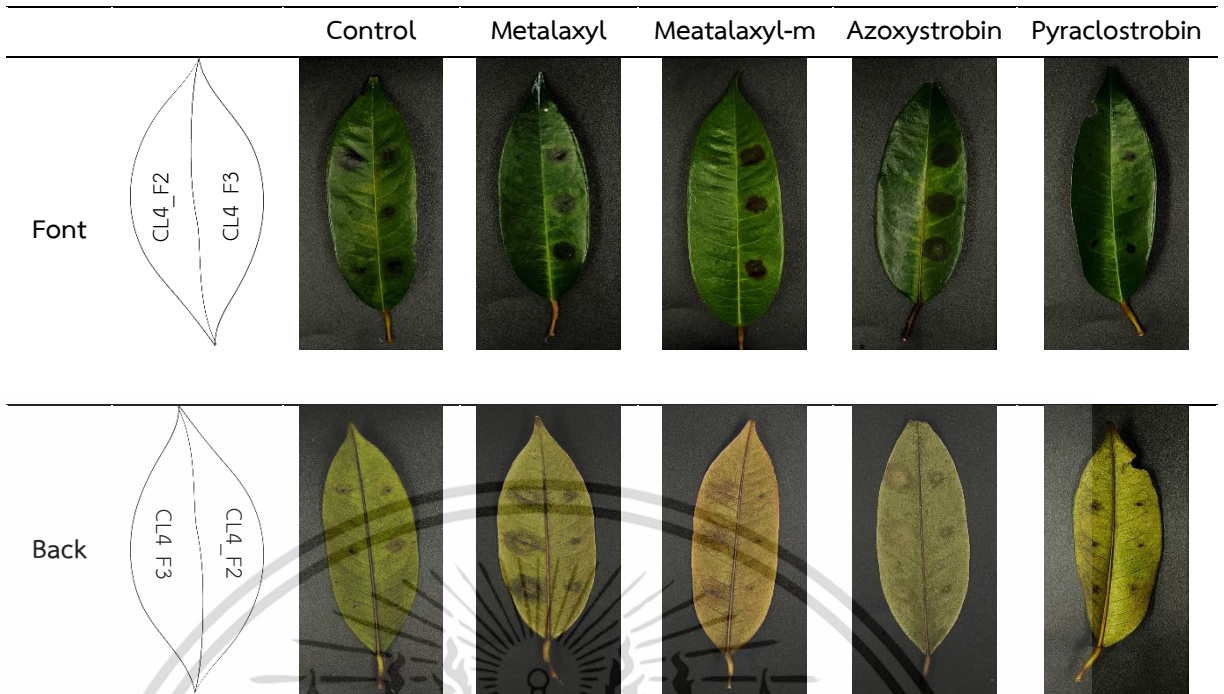 Control Metalaxyl Meatalaxyl-m Azoxystrobin Pyraclostrobin
Font
CL4_F2
CL4_F3
Back
CL4_F3
CL4_F2